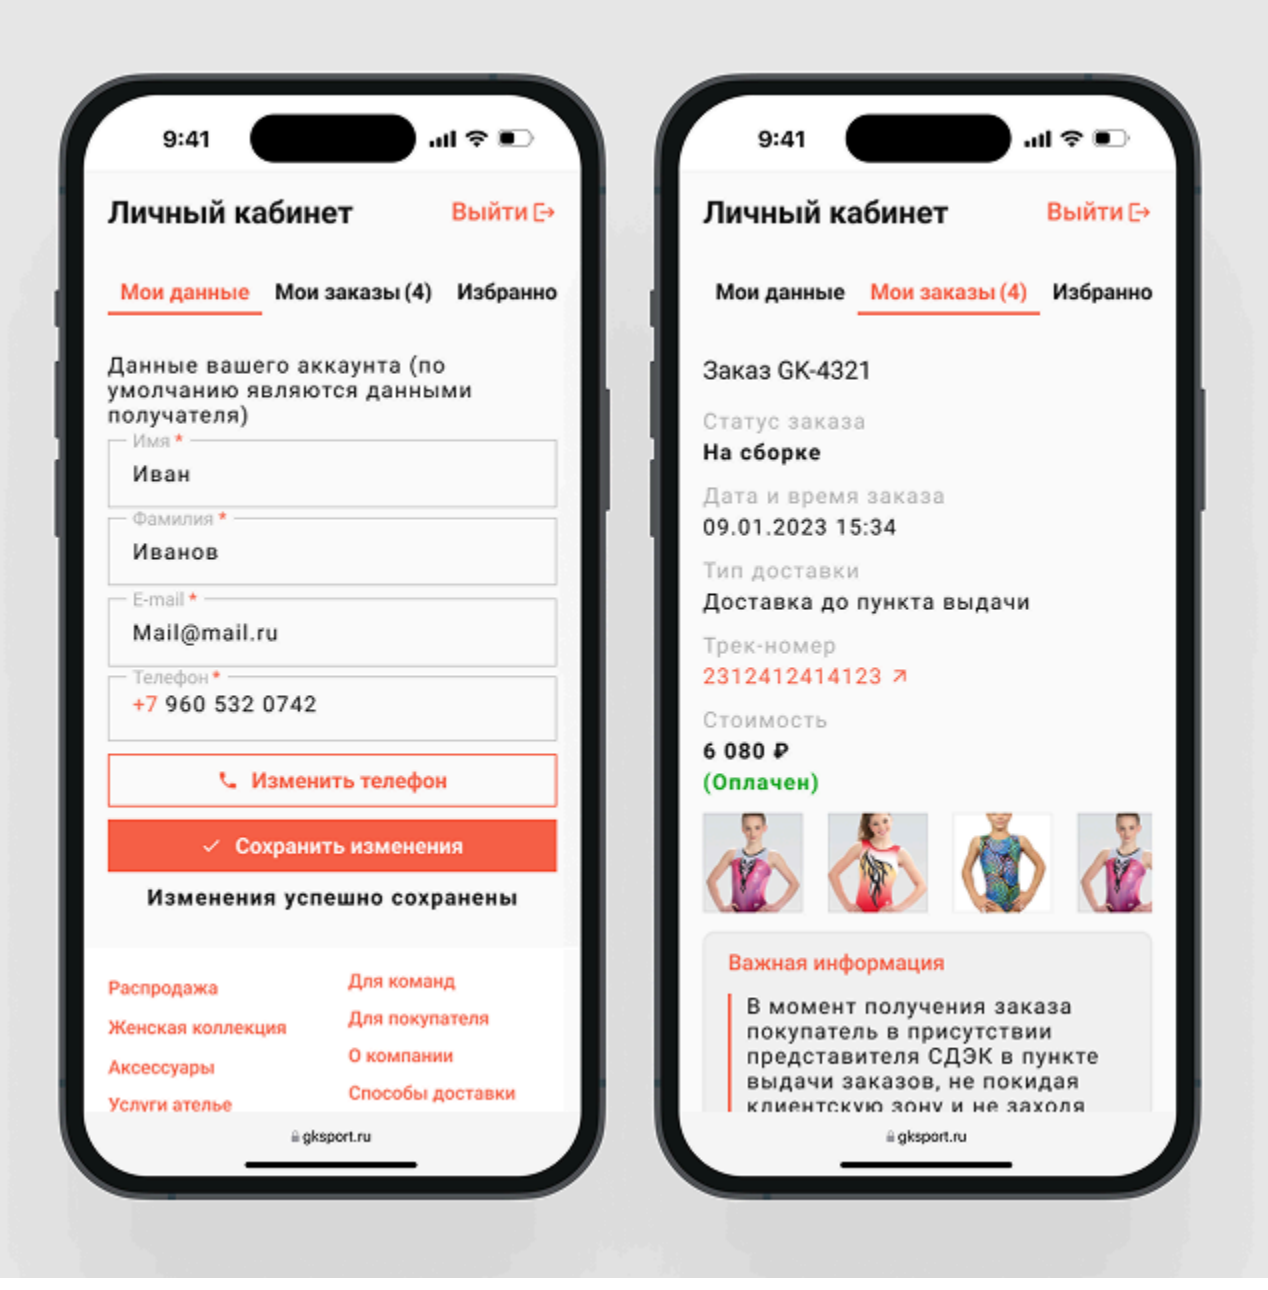 9:41
Личный кабинет
Выйти
Мои данные Мои заказы (4) Избранно
Данные вашего аккаунта (по
умолчанию являются данными
получателя)
Имя *
Иван
Фамилия *
Иванов
E-mail *
Mail@mail.ru
Телефон *
+7 960 532 0742
Изменить телефон
Сохранить изменения
Изменения успешно сохранены
Распродажа
Женская коллекция
Аксессуары
Услуги ателье
Для команд
Для покупателя
О компании
Способы доставки
gksport.ru
9:41
Личный кабинет
Выйти
Мои данные Мои заказы (4) Избранно
Заказ GK-4321
Статус заказа
На сборке
Дата и время заказа
09.01.2023 15:34
Тип доставки
Доставка до пункта выдачи
Трек-номер
2312412414123
Стоимость
6 080 ₽
(Оплачен)
Важная информация
В момент получения заказа
покупатель в присутствии
представителя СДЭК в пункте
выдачи заказов, не покидая
клиентскую зону и не заходя
gksport.ru